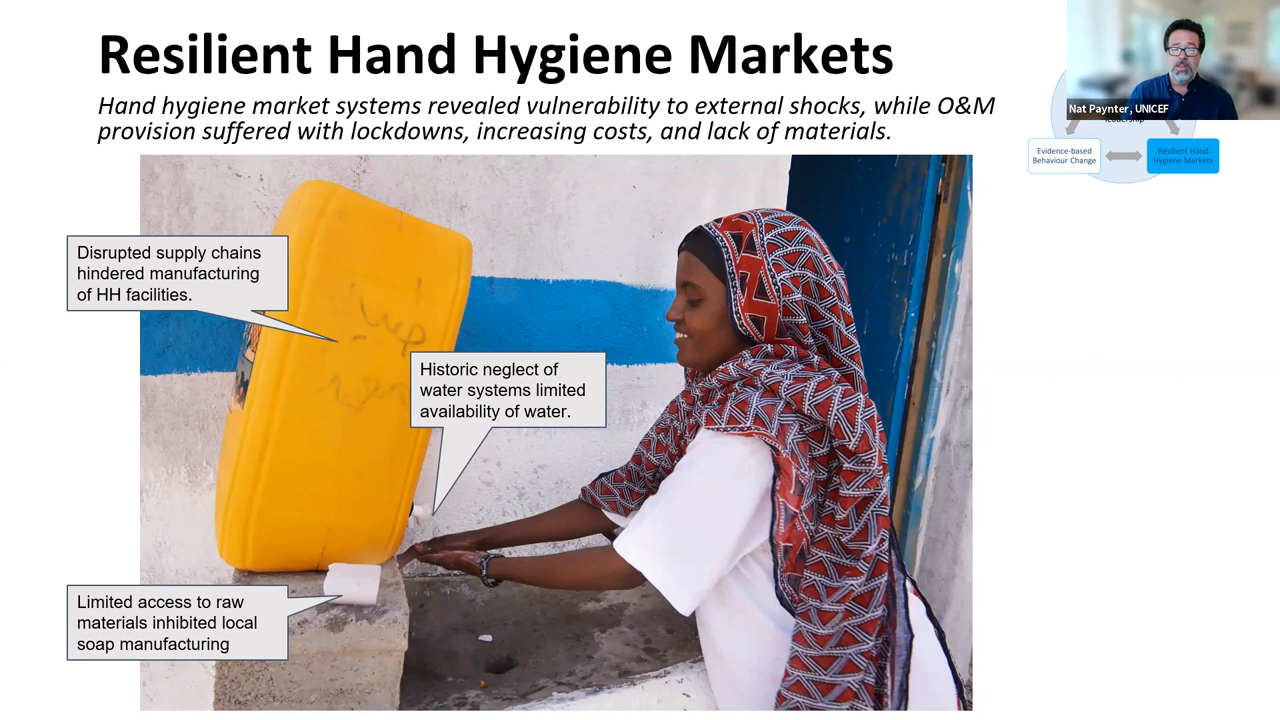 Resilient Hand Hygiene Markets
Hand hygiene market systems revealed vulnerability to external shocks, while O&M
provision suffered with lockdowns, increasing costs, and lack of materials.
Nat Paynter, UNICEF
leadership
Evidence-based
Behaviour Change
Resilient Hand
Hygiene Markets
Disrupted supply chains
hindered manufacturing
of HH facilities.
Historic neglect of
water systems limited
availability of water.
Limited access to raw
materials inhibited local
soap manufacturing